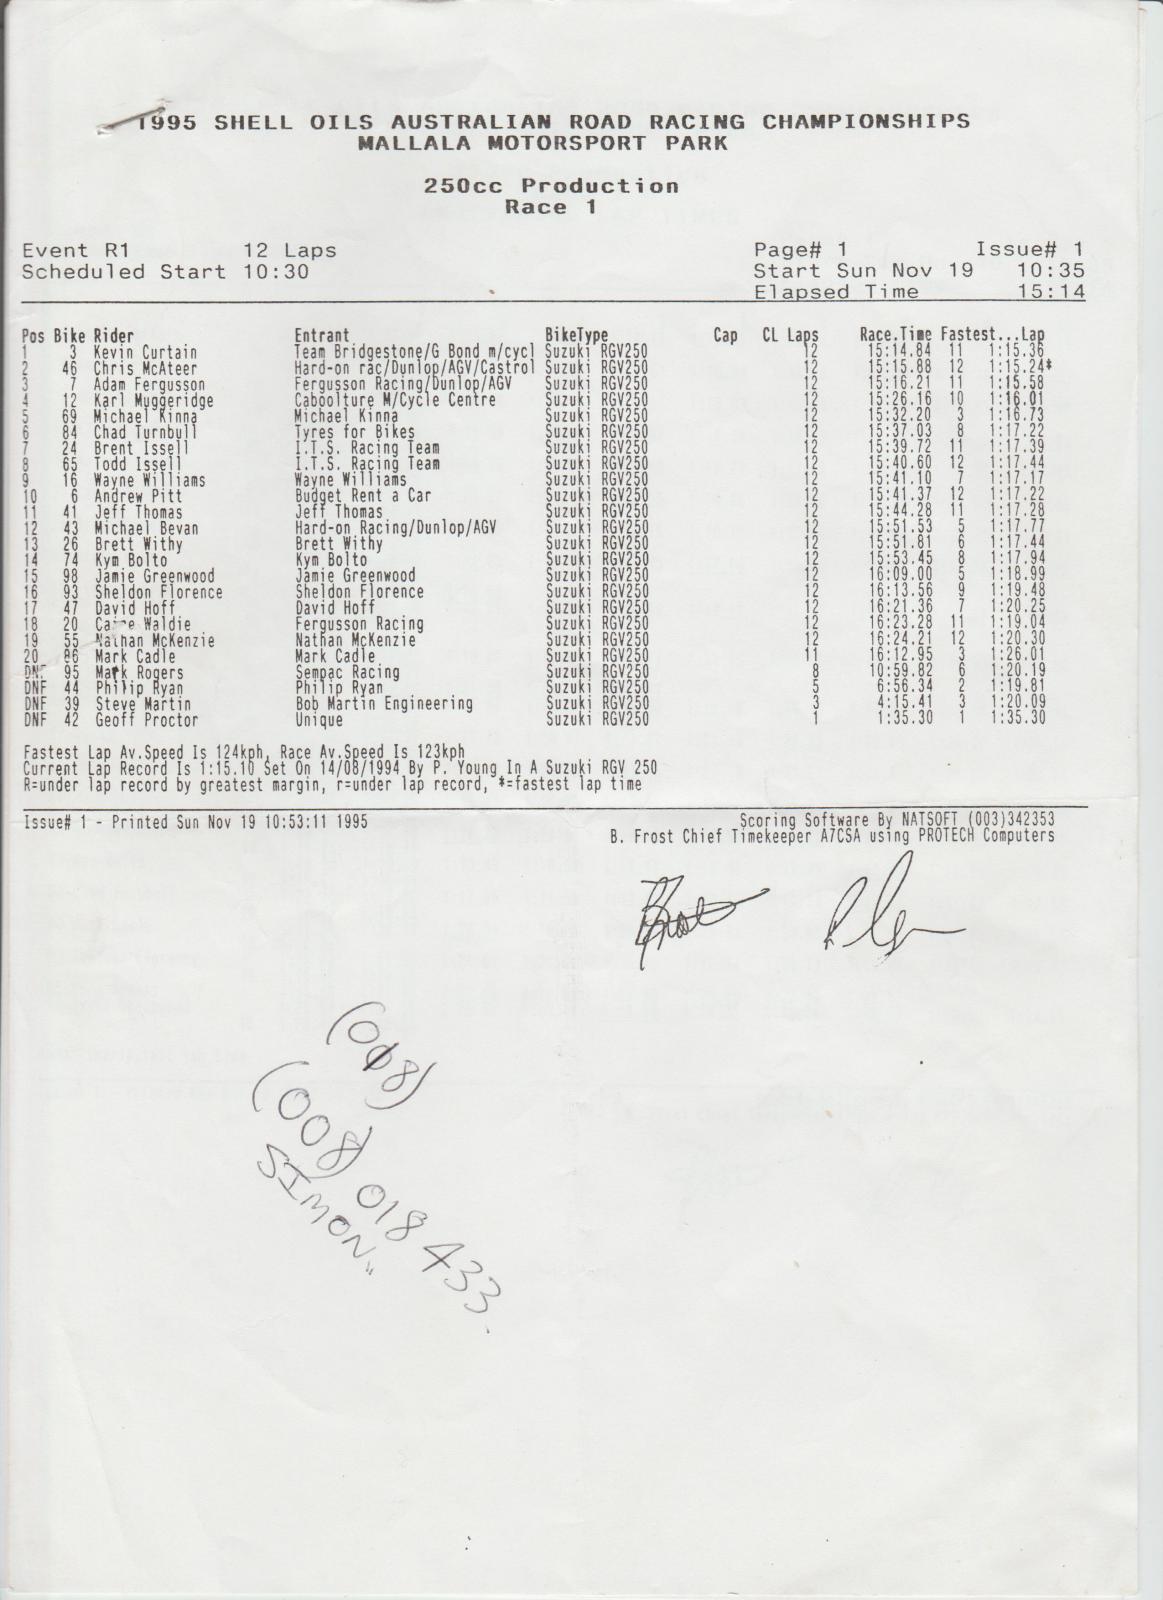 1995 SHELL OILS AUSTRALIAN ROAD RACING CHAMPIONSHIPS
MALLALA MOTORSPORT PARK
250cc Production
Race 1
Event R1 12 Laps Page# 1 Issue# 1
Scheduled Start 10:30 Start Sun Nov 19 10:35
Elapsed Time 15:14
Pos Bike Rider Entrant BikeType Cap CL Laps Race.Time Fastest...Lap
1 3 Kevin Curtain Team Bridgestone/G Bond m/cycl Suzuki RGV250 12 15:14.84 11 1:15.36
2 46 Chris McAteer Hard-on rac/Dunlop/AGV/Castrol Suzuki RGV250 12 15:15.88 12 1:15.24*
3 7 Adam Fergusson Fergusson Racing/Dunlop/AGV Suzuki RGV250 12 15:16.21 11 1:15.58
4 12 Karl Muggeridge Caboolture M/Cycle Centre Suzuki RGV250 12 15:26.16 10 1:16.01
5 69 Michael Kinna Michael Kinna Suzuki RGV250 12 15:32.20 3 1:16.73
6 84 Chad Turnbull Tyres for Bikes Suzuki RGV250 12 15:37.03 8 1:17.22
7 24 Brent Issell I.T.S. Racing Team Suzuki RGV250 12 15:39.72 11 1:17.39
8 65 Todd Issell I.T.S. Racing Team Suzuki RGV250 12 15:40.60 12 1:17.44
9 16 Wayne Williams Wayne Williams Suzuki RGV250 12 15:41.10 7 1:17.17
10 6 Andrew Pitt Budget Rent a Car Suzuki RGV250 12 15:41.37 12 1:17.22
11 41 Jeff Thomas Jeff Thomas Suzuki RGV250 12 15:44.28 11 1:17.28
12 43 Michael Bevan Hard-on Racing/Dunlop/AGV Suzuki RGV250 12 15:51.53 5 1:17.77
13 26 Brett Withy Brett Withy Suzuki RGV250 12 15:51.81 6 1:17.44
14 74 Kym Bolto Kym Bolto Suzuki RGV250 12 15:53.45 8 1:17.94
15 98 Jamie Greenwood Jamie Greenwood Suzuki RGV250 12 16:09.00 5 1:18.99
16 93 Sheldon Florence Sheldon Florence Suzuki RGV250 12 16:13.56 9 1:19.48
17 47 David Hoff David Hoff Suzuki RGV250 12 16:21.36 7 1:20.25
18 20 Waldie Fergusson Racing Suzuki RGV250 12 16:23.28 11 1:19.04
19 55 Nathan McKenzie Nathan McKenzie Suzuki RGV250 12 16:24.21 12 1:20.30
20 86 Mark Cadle Mark Cadle Suzuki RGV250 11 16:12.95 3 1:26.01
DNF 95 Mark Rogers Sempac Racing Suzuki RGV250 8 10:59.82 6 1:20.19
DNF 44 Philip Ryan Philip Ryan Suzuki RGV250 5 6:56.34 2 1:19.81
DNF 39 Steve Martin Bob Martin Engineering Suzuki RGV250 3 4:15.41 3 1:20.09
DNF 42 Geoff Proctor Unique Suzuki RGV250 1 1:35.30 1 1:35.30
Fastest Lap Av.Speed Is 124kph, Race Av.Speed Is 123kph
Current Lap Record Is 1:15.10 Set On 14/08/1994 By P. Young In A Suzuki RGV 250
R=under lap record by greatest margin, r=under lap record, *=fastest lap time
Issue# 1 - Printed Sun Nov 19 10:53:11 1995 Scoring Software By NATSOFT (003)342353
B. Frost Chief Timekeeper A7CSA using PROTECH Computers
(008)
(008) 018 433
SIMON